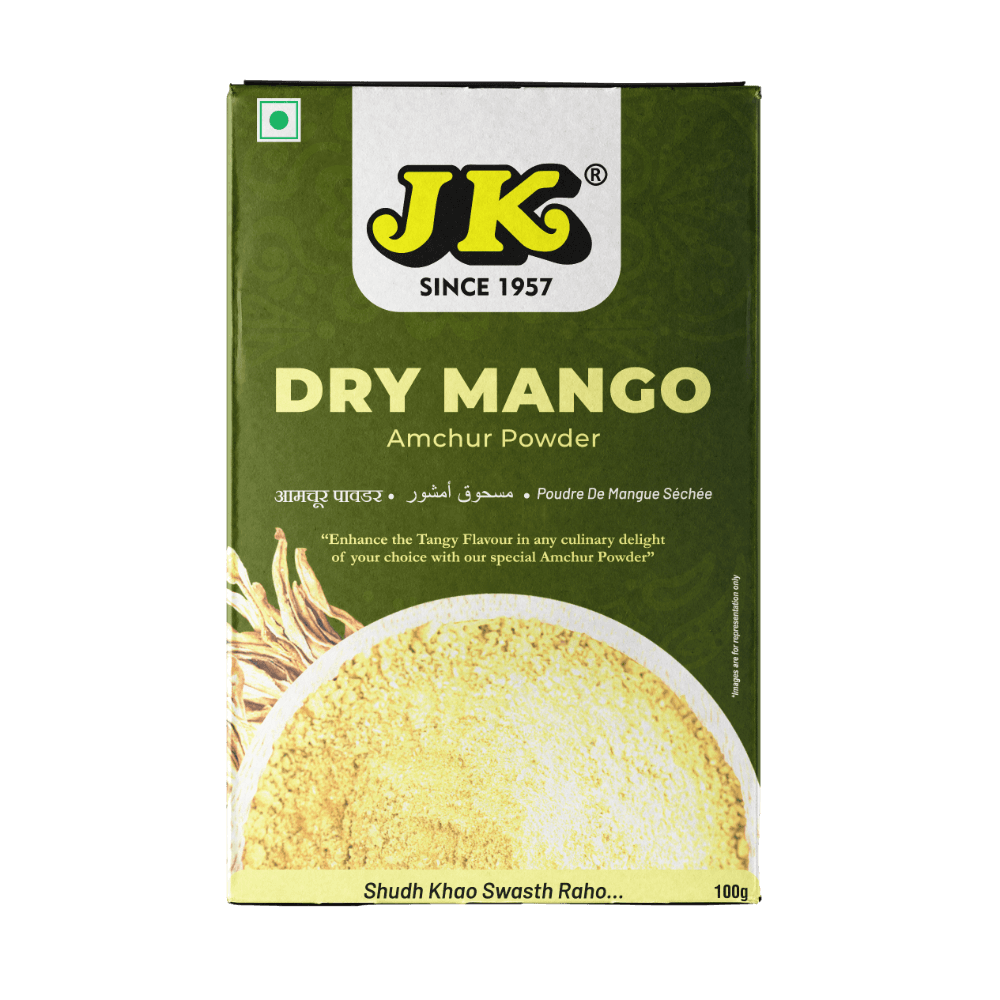 JK®
SINCE 1957
DRY MANGO
Amchur Powder
आमचूर पावडर • مسحوق أمشور • Poudre De Mangue Séchée
“Enhance the Tangy Flavour in any culinary delight
of your choice with our special Amchur Powder”
*Images are for representation only
Shudh Khao Swasth Raho...
100g